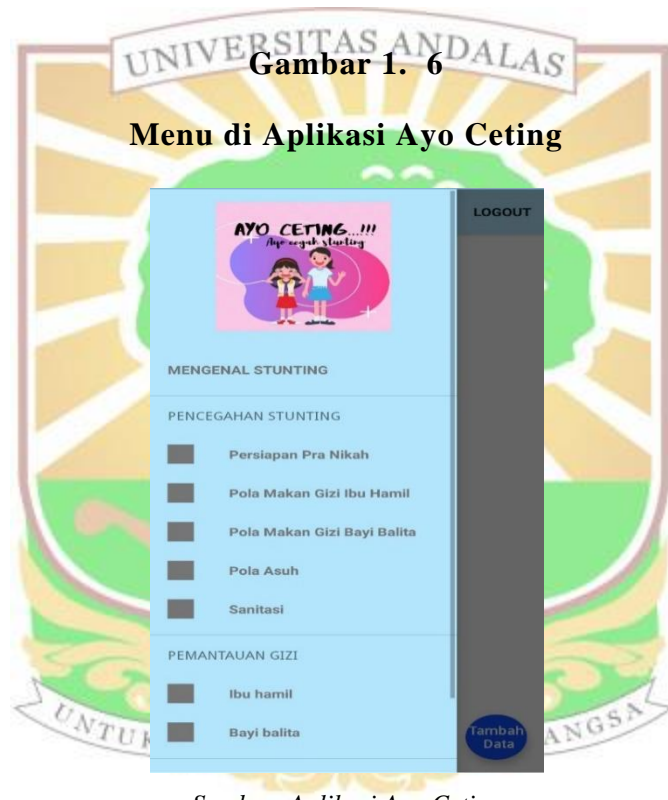 UNIVERSITAS ANDALAS
Gambar 1. 6
Menu di Aplikasi Ayo Ceting
LOGOUT
AYO CETING...!!!
Ayo cegah stunting
MENGENAL STUNTING
PENCEGAHAN STUNTING
Persiapan Pra Nikah
Pola Makan Gizi Ibu Hamil
Pola Makan Gizi Bayi Balita
Pola Asuh
Sanitasi
PEMANTAUAN GIZI
Ibu hamil
Bayi balita
Tambah
Data
UNTUK BANGSA
Sumber: Aplikasi Ayo Ceting